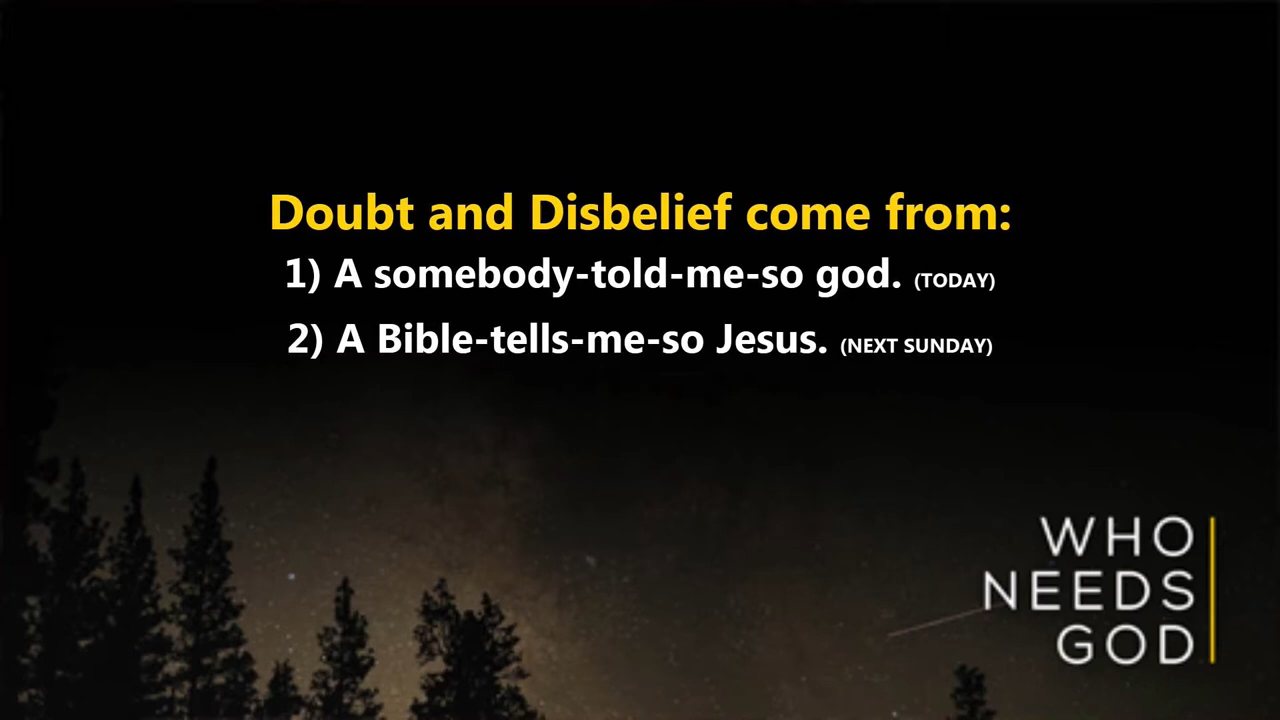 Doubt and Disbelief come from:
1) A somebody-told-me-so god. (TODAY)
2) A Bible-tells-me-so Jesus. (NEXT SUNDAY)
WHO
NEEDS
GOD